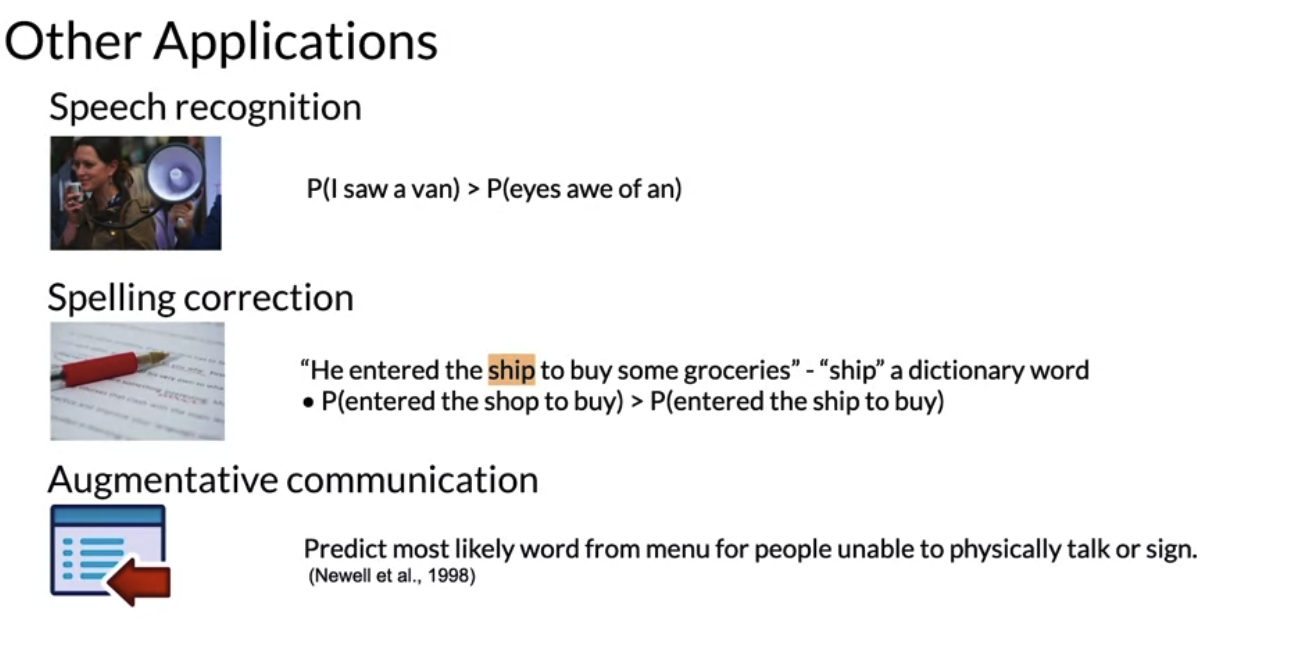 Other Applications
Speech recognition
P(I saw a van) > P(eyes awe of an)
Spelling correction
“He entered the ship to buy some groceries” - “ship” a dictionary word
• P(entered the shop to buy) > P(entered the ship to buy)
Augmentative communication
Predict most likely word from menu for people unable to physically talk or sign.
(Newell et al., 1998)